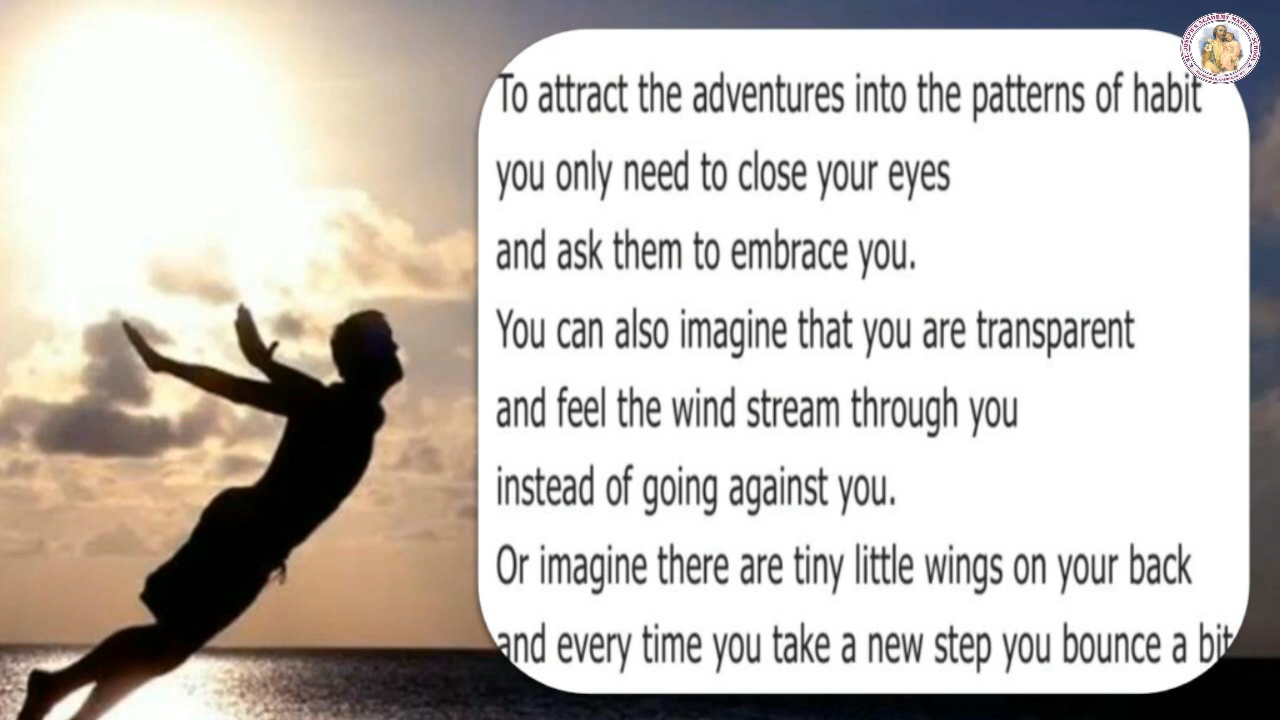 To attract the adventures into the patterns of habit
you only need to close your eyes
and ask them to embrace you.
You can also imagine that you are transparent
and feel the wind stream through you
instead of going against you.
Or imagine there are tiny little wings on your back
and every time you take a new step you bounce a bit